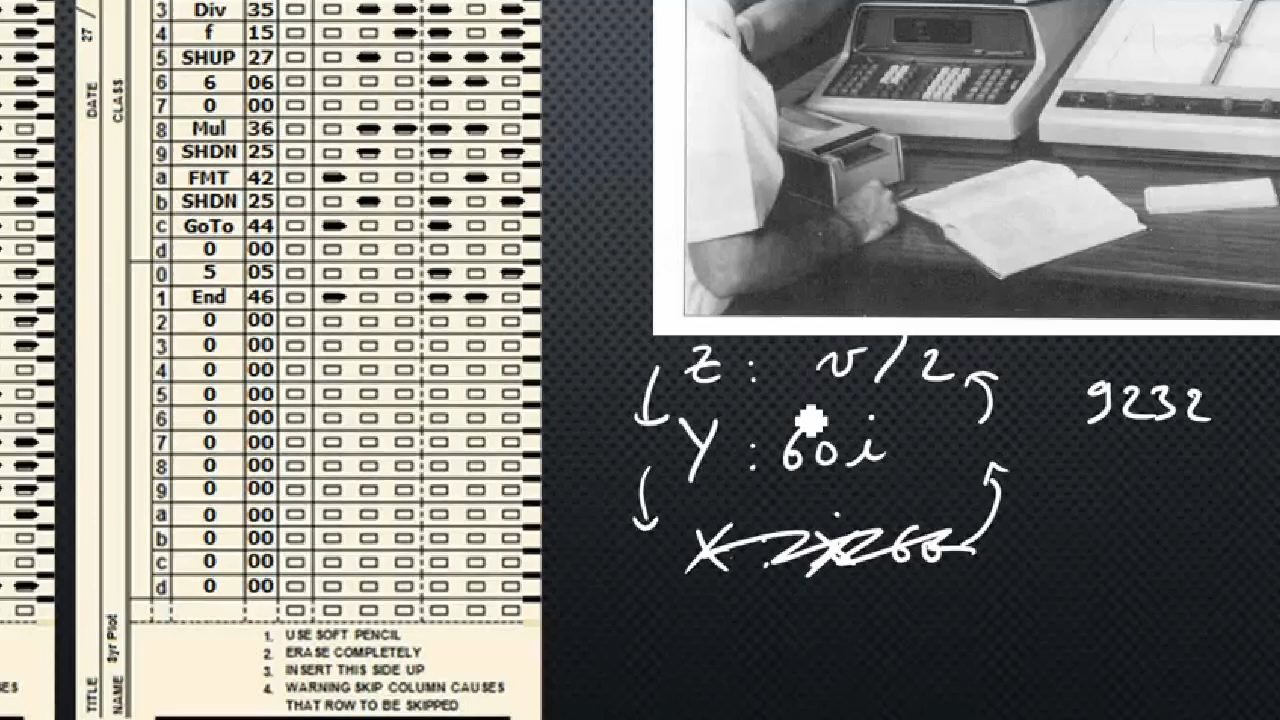 3 Div 35
4 f 15
5 SHUP 27
6 6 06
7 0 00
8 Mul 36
9 SHDN 25
a FMT 42
b SHDN 25
c GoTo 44
d 0 00
0 5 05
1 End 46
2 0 00
3 0 00
4 0 00
5 0 00
6 0 00
7 0 00
8 0 00
9 0 00
a 0 00
b 0 00
c 0 00
d 0 00
1. USE SOFT PENCIL
2. ERASE COMPLETELY
3. INSERT THIS SIDE UP
4. WARNING SKIP COLUMN CAUSES
THAT ROW TO BE SKIPPED
27
DATE
CLASS
TITLE
NAME Syr Plot
ES
Z: v/2
9232
Y: 60i